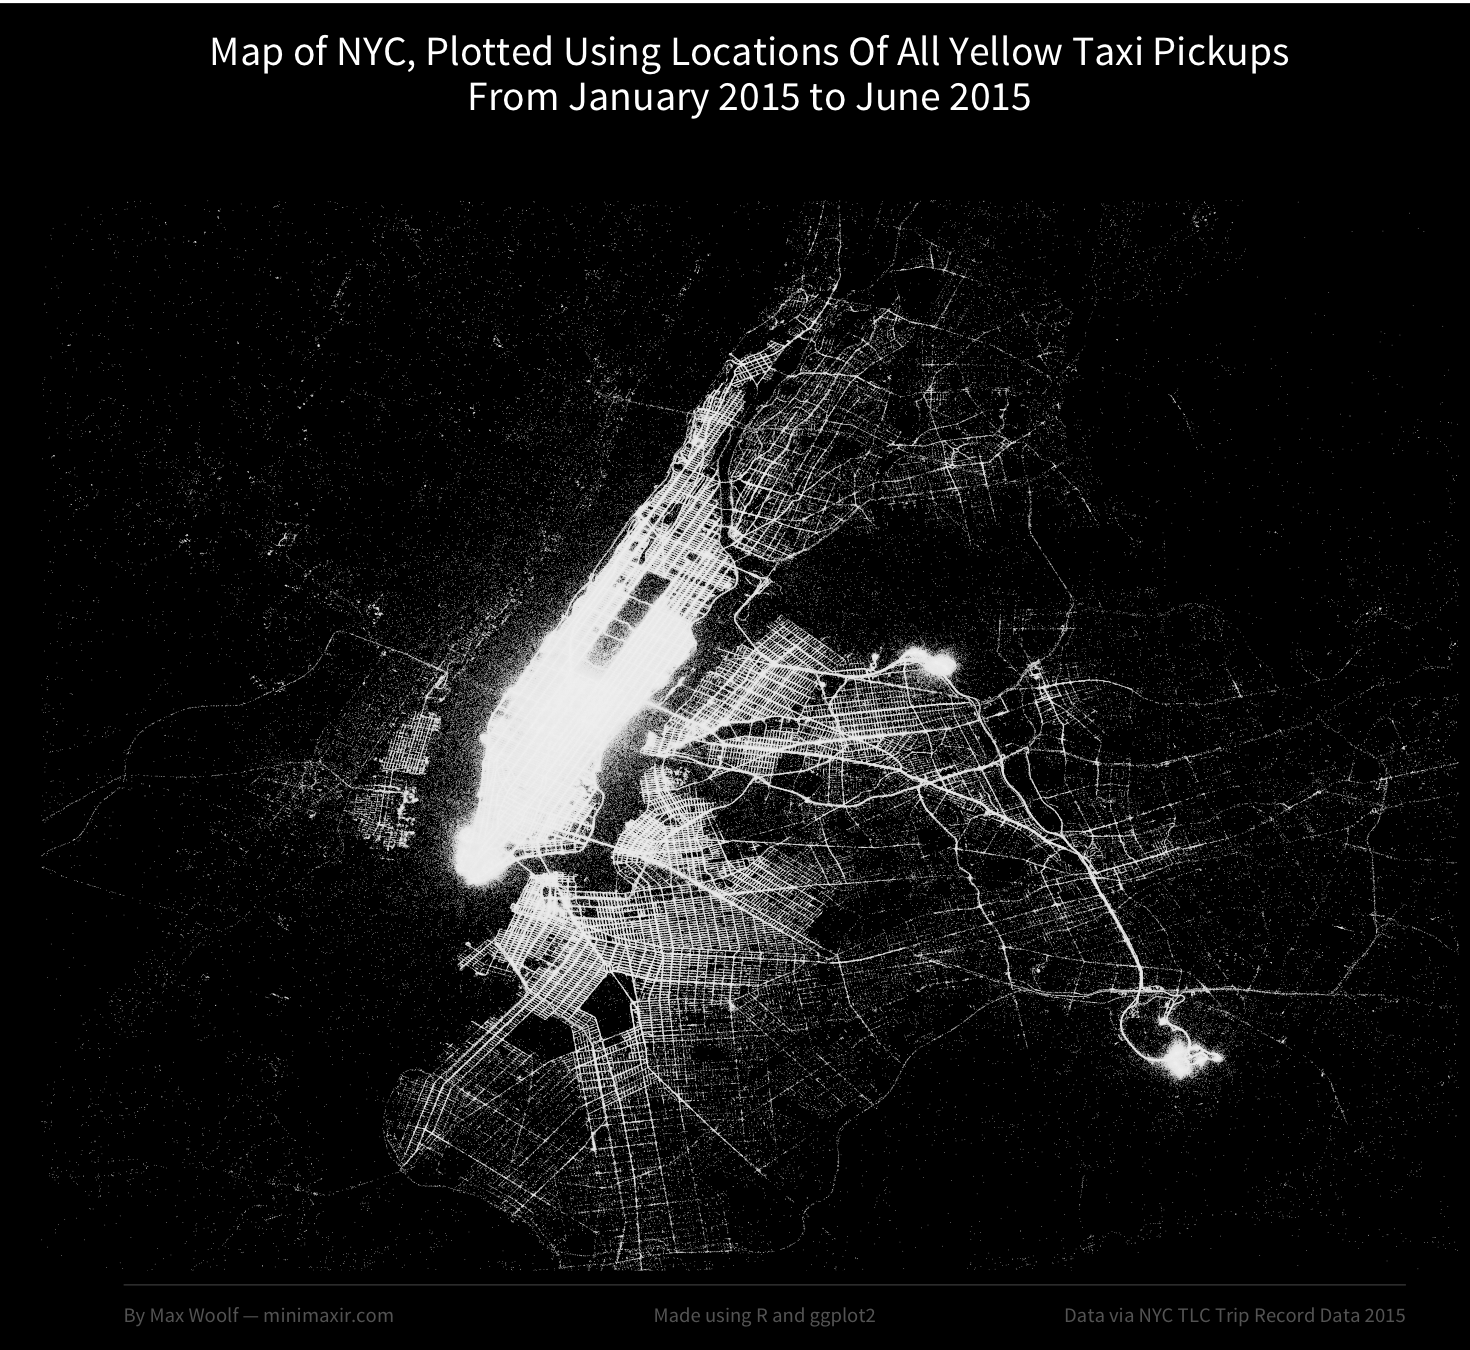 Map of NYC, Plotted Using Locations Of All Yellow Taxi Pickups
From January 2015 to June 2015
By Max Woolf — minimaxir.com
Made using R and ggplot2
Data via NYC TLC Trip Record Data 2015